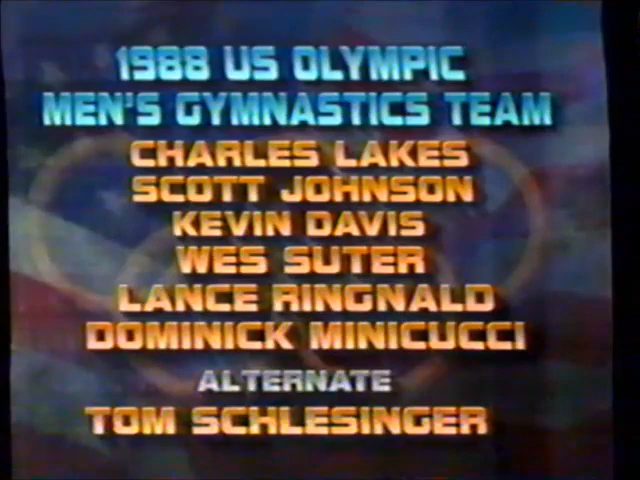 1988 US OLYMPIC
MEN'S GYMNASTICS TEAM
CHARLES LAKES
SCOTT JOHNSON
KEVIN DAVIS
WES SUTER
LANCE RINGNALD
DOMINICK MINICUCCI
ALTERNATE
TOM SCHLESINGER